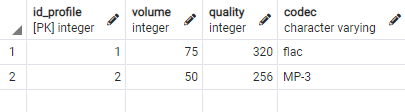 id_profile volume quality codec
[PK] integer integer integer character varying
1 1 75 320 flac
2 2 50 256 MP-3